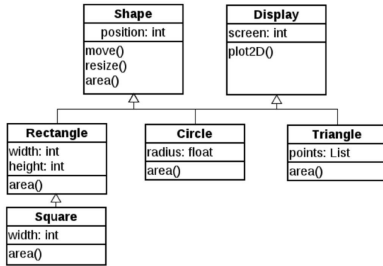 Shape
position: int
move()
resize()
area()
Display
screen: int
plot2D()
Rectangle
width: int
height: int
area()
Circle
radius: float
area()
Triangle
points: List
area()
Square
width: int
area()